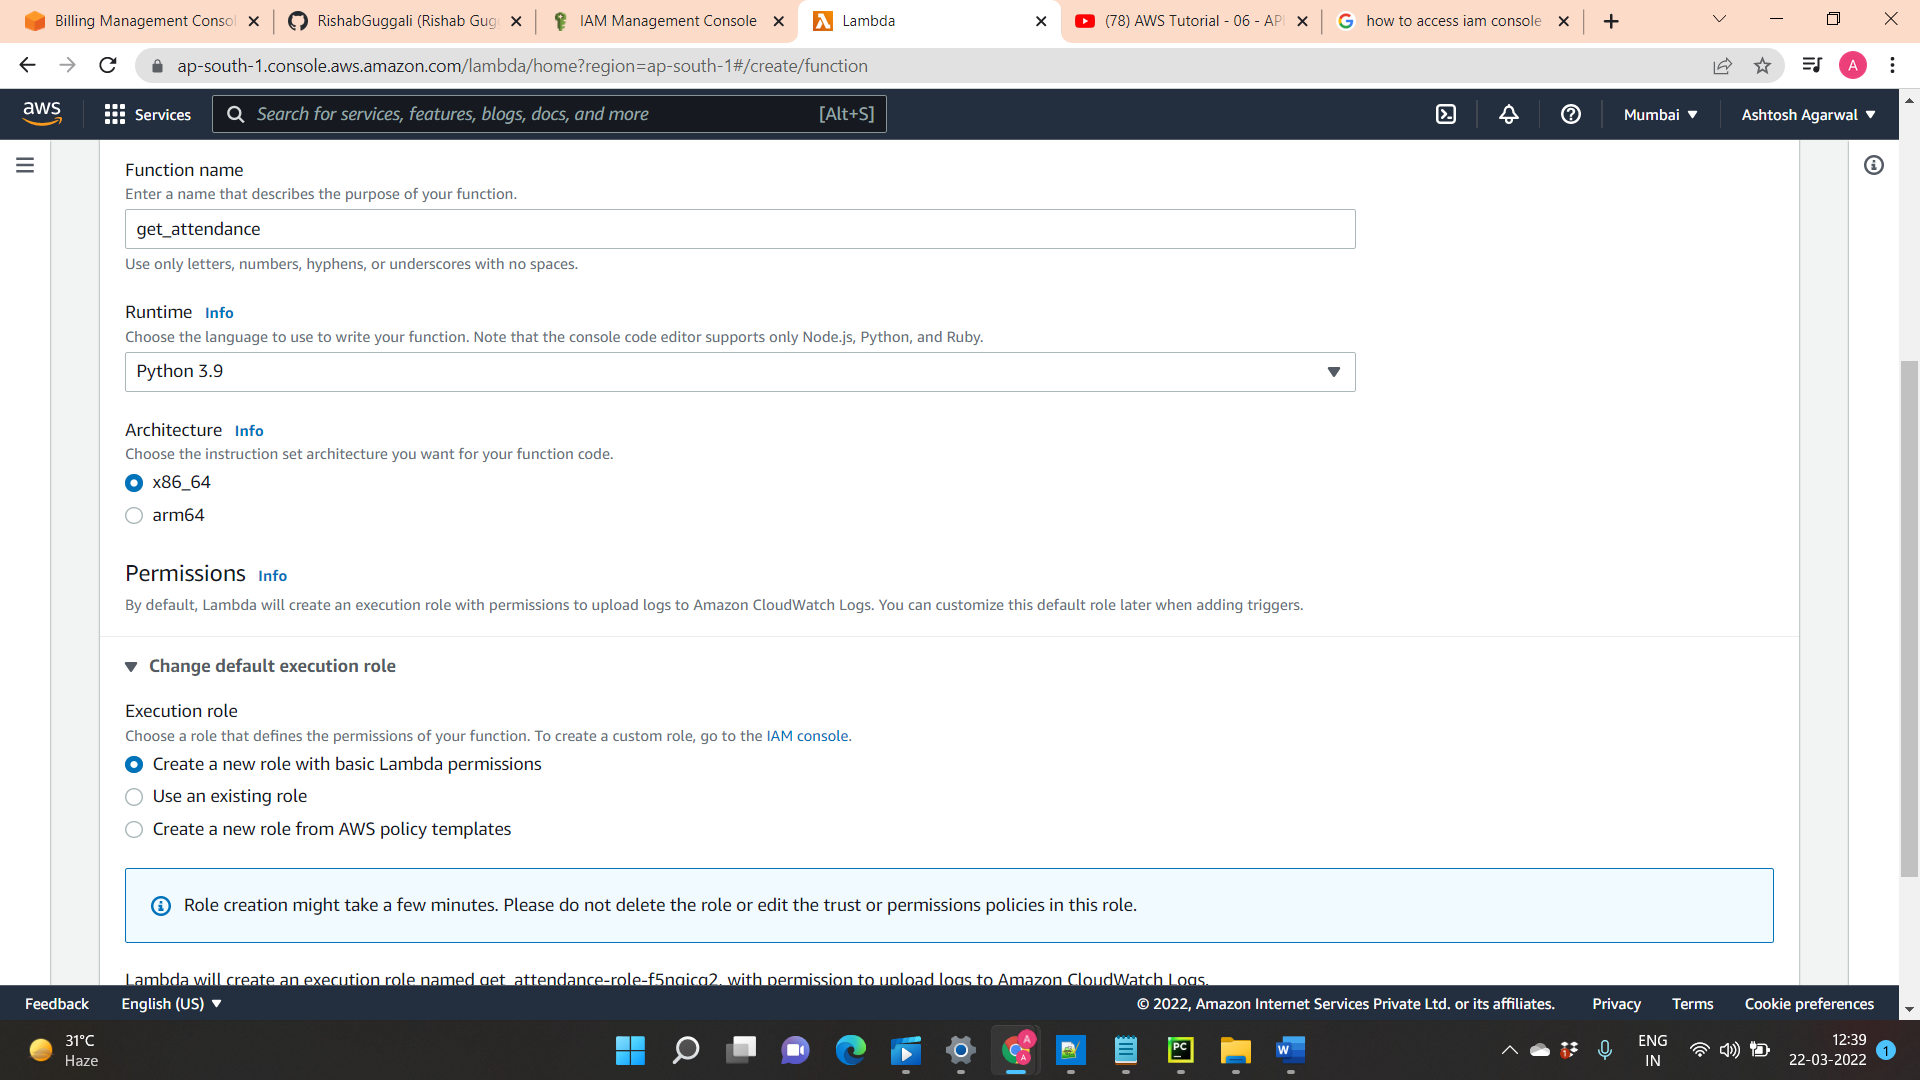 Billing Management Consol
RishabGuggali (Rishab Gug
IAM Management Console
Lambda
(78) AWS Tutorial - 06 - API
how to access iam console
ap-south-1.console.aws.amazon.com/lambda/home?region=ap-south-1#/create/function
A
aws
Services
Search for services, features, blogs, docs, and more
[Alt+S]
Mumbai
Ashtosh Agarwal
Function name
Enter a name that describes the purpose of your function.
get_attendance
Use only letters, numbers, hyphens, or underscores with no spaces.
Runtime Info
Choose the language to use to write your function. Note that the console code editor supports only Node.js, Python, and Ruby.
Python 3.9
Architecture Info
Choose the instruction set architecture you want for your function code.
x86_64
arm64
Permissions Info
By default, Lambda will create an execution role with permissions to upload logs to Amazon CloudWatch Logs. You can customize this default role later when adding triggers.
Change default execution role
Execution role
Choose a role that defines the permissions of your function. To create a custom role, go to the IAM console.
Create a new role with basic Lambda permissions
Use an existing role
Create a new role from AWS policy templates
Role creation might take a few minutes. Please do not delete the role or edit the trust or permissions policies in this role.
Lambda will create an execution role named get_attendance-role-f5ngicg2, with permission to upload logs to Amazon CloudWatch Logs.
Feedback
English (US)
© 2022, Amazon Internet Services Private Ltd. or its affiliates.
Privacy
Terms
Cookie preferences
31°C
Haze
ENG
IN
12:39
22-03-2022
1